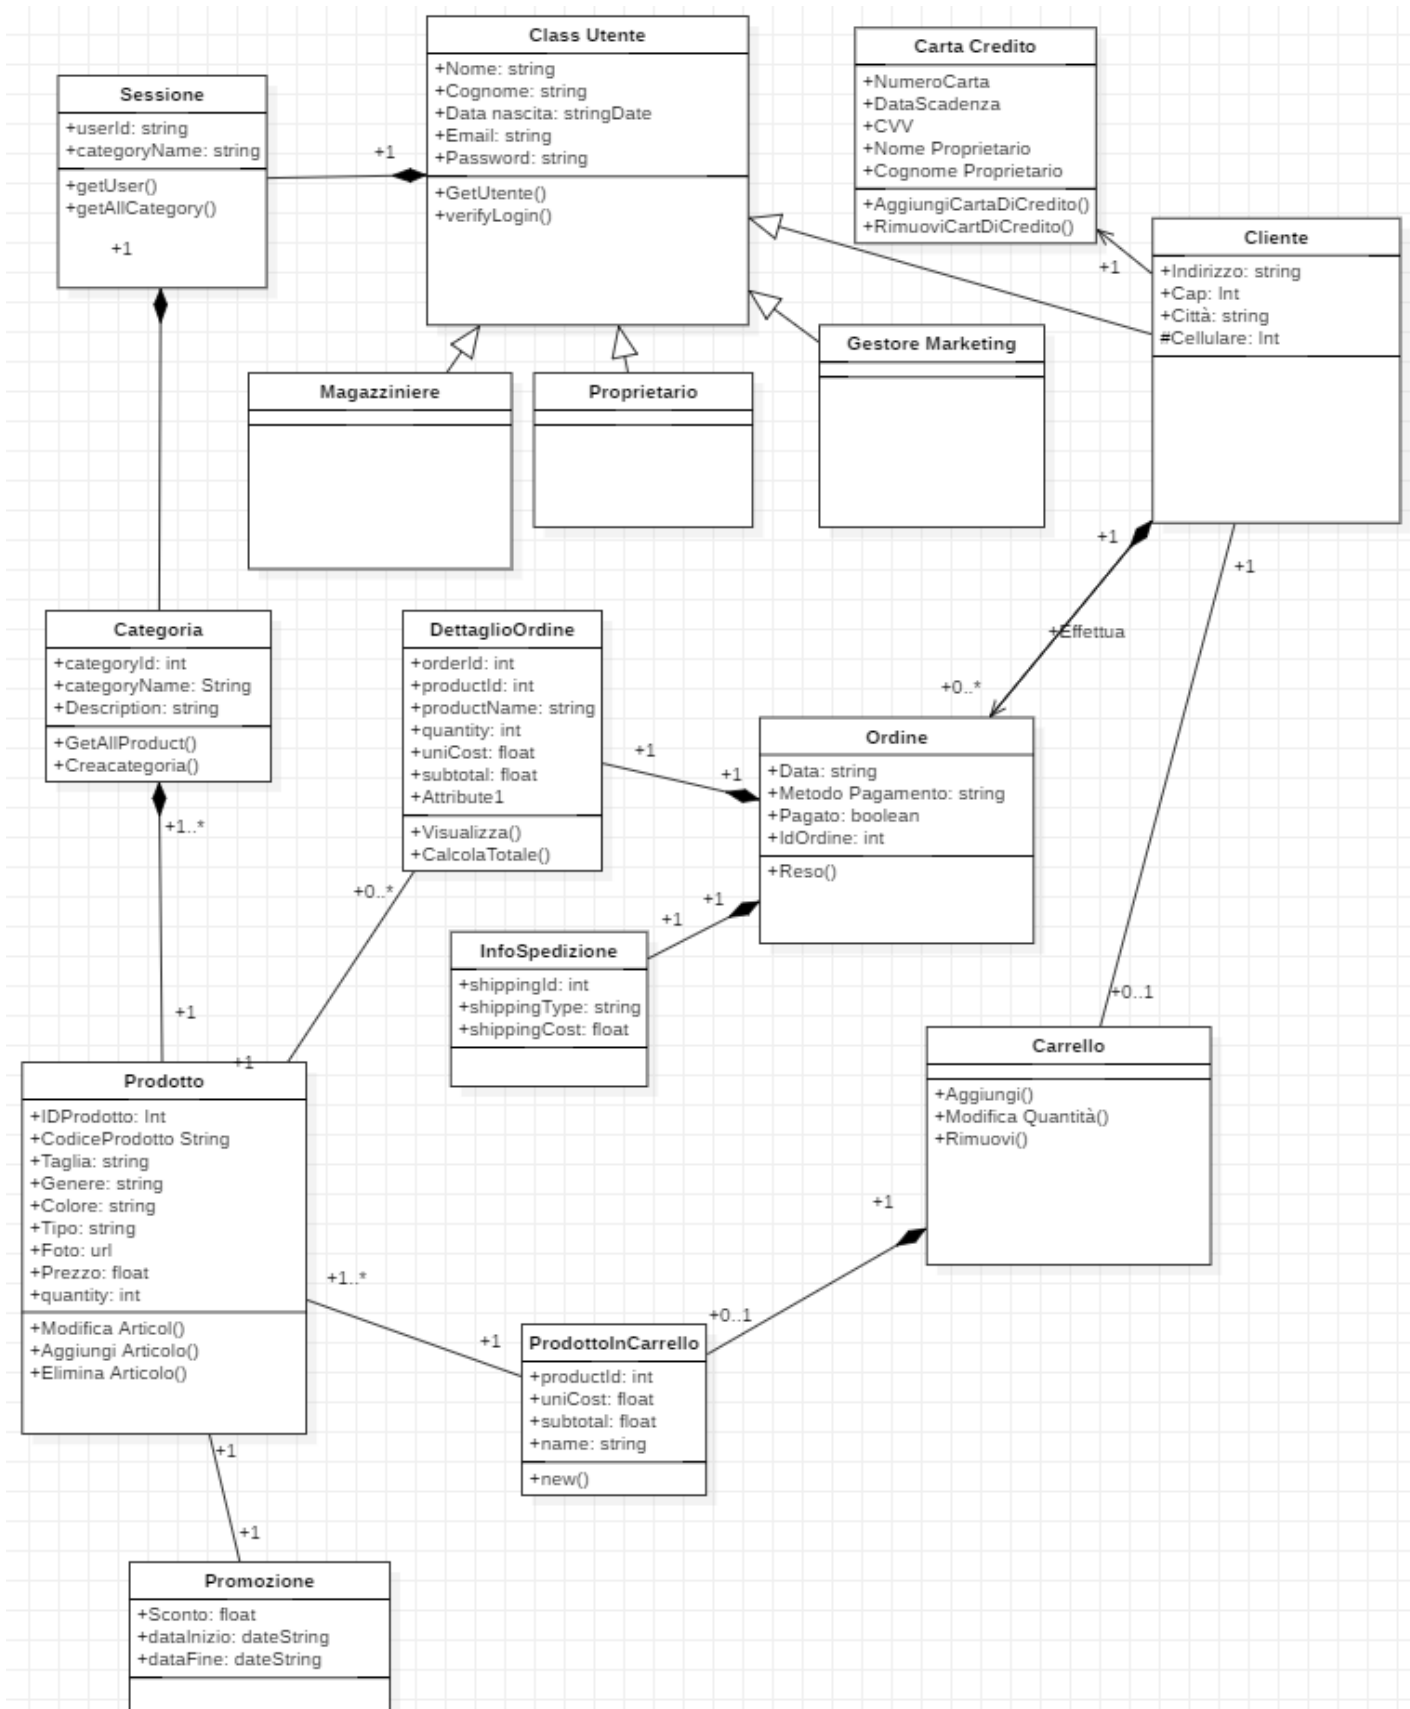 Class Utente
+Nome: string
+Cognome: string
+Data nascita: stringDate
+Email: string
+Password: string
+GetUtente()
+verifyLogin()
Carta Credito
+NumeroCarta
+DataScadenza
+CVV
+Nome Proprietario
+Cognome Proprietario
+AggiungiCartaDiCredito()
+RimuoviCartDiCredito()
Sessione
+userId: string
+categoryName: string
+getUser()
+getAllCategory()
+1
+1
Cliente
+Indirizzo: string
+Cap: Int
+Città: string
#Cellulare: Int
+1
Gestore Marketing
Magazziniere
Proprietario
+1
+1
+Effettua
+0..*
Categoria
+categoryId: int
+categoryName: String
+Description: string
+GetAllProduct()
+Creacategoria()
+1..*
+1
DettaglioOrdine
+orderId: int
+productId: int
+productName: string
+quantity: int
+uniCost: float
+subtotal: float
+Attribute1
+Visualizza()
+CalcolaTotale()
+1
+1
+0..*
+1
Ordine
+Data: string
+Metodo Pagamento: string
+Pagato: boolean
+IdOrdine: int
+Reso()
+1
+1
InfoSpedizione
+shippingId: int
+shippingType: string
+shippingCost: float
+0..1
Carrello
+Aggiungi()
+Modifica Quantità()
+Rimuovi()
+1
+0..1
Prodotto
+IDProdotto: Int
+CodiceProdotto String
+Taglia: string
+Genere: string
+Colore: string
+Tipo: string
+Foto: url
+Prezzo: float
+quantity: int
+Modifica Articol()
+Aggiungi Articolo()
+Elimina Articolo()
+1..*
+1
ProdottoInCarrello
+productId: int
+uniCost: float
+subtotal: float
+name: string
+new()
+1
+1
Promozione
+Sconto: float
+dataInizio: dateString
+dataFine: dateString